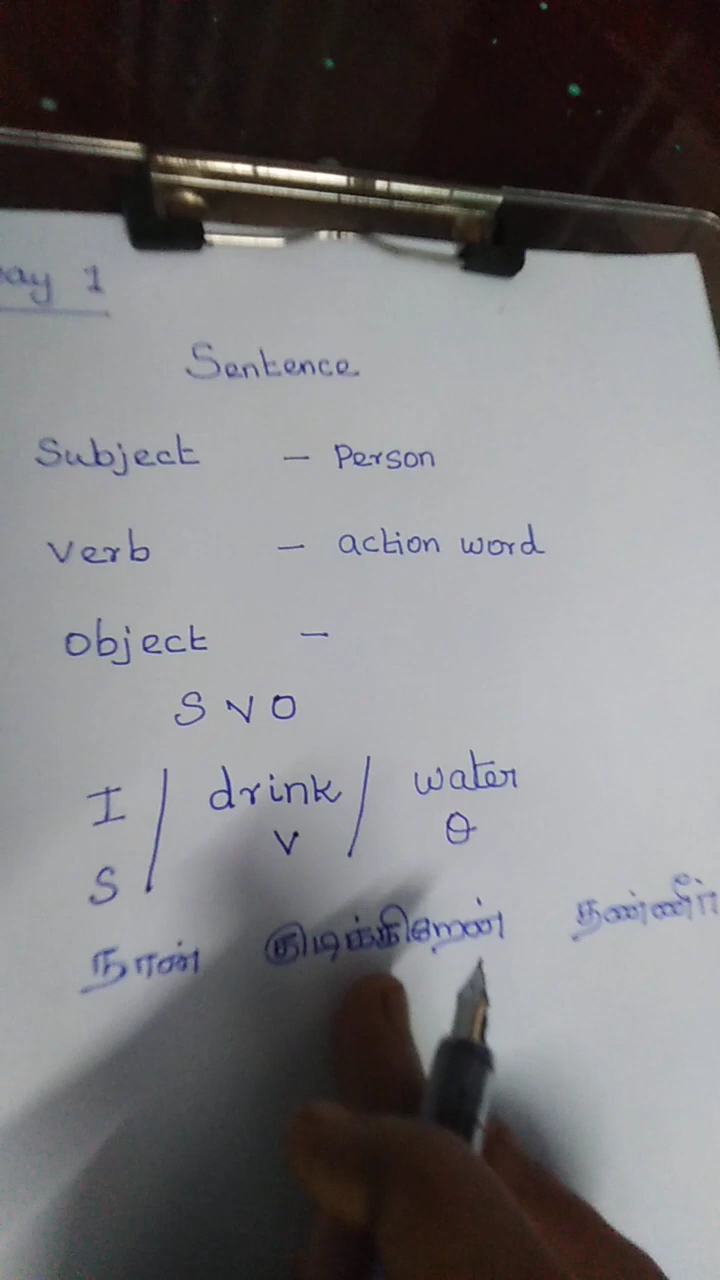 Day 1
Sentence
Subject - Person
Verb - action word
Object -
S V O
I / drink / water
S V O
நான் குடிக்கிறேன் தண்ணீர்